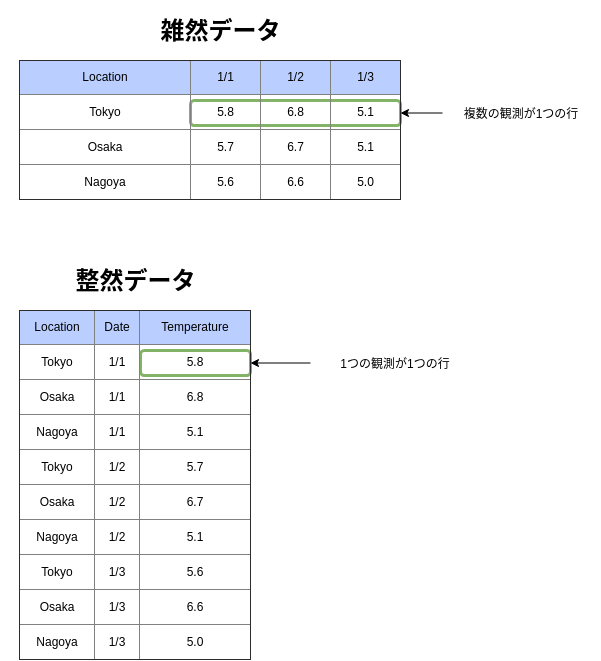 雑然データ
Location 1/1 1/2 1/3
Tokyo 5.8 6.8 5.1 複数の観測が1つの行
Osaka 5.7 6.7 5.1
Nagoya 5.6 6.6 5.0
整然データ
Location Date Temperature
Tokyo 1/1 5.8 1つの観測が1つの行
Osaka 1/1 6.8
Nagoya 1/1 5.1
Tokyo 1/2 5.7
Osaka 1/2 6.7
Nagoya 1/2 5.1
Tokyo 1/3 5.6
Osaka 1/3 6.6
Nagoya 1/3 5.0